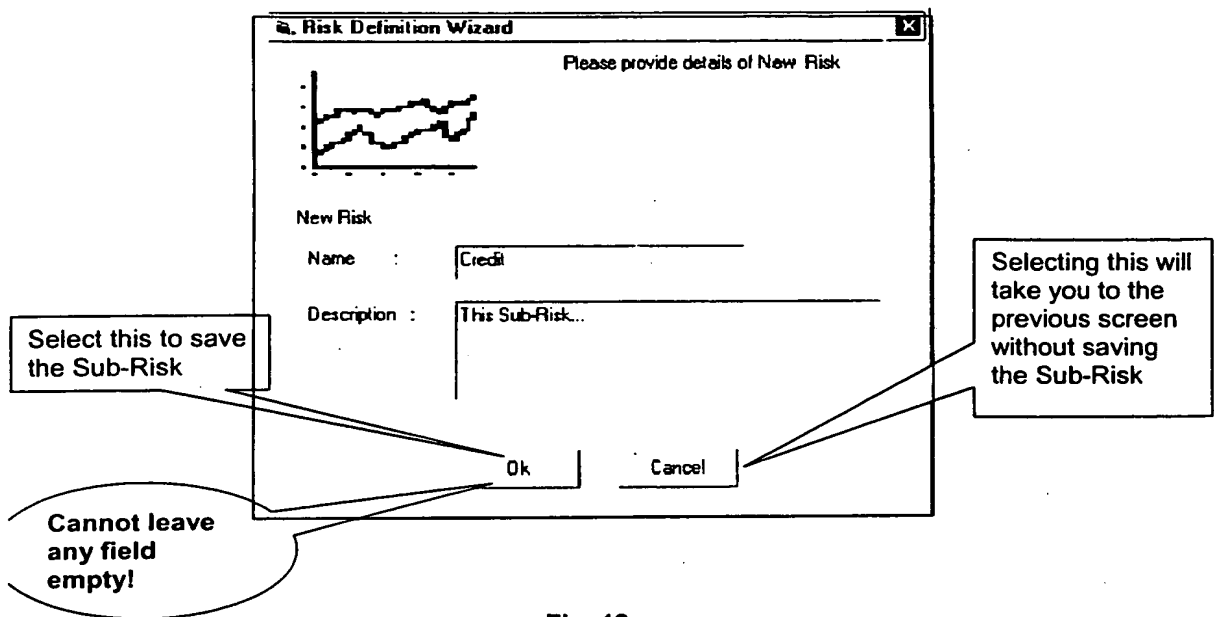 Risk Definition Wizard
Please provide details of New Risk
New Risk
Name : Credit
Description : This Sub-Risk...
Select this to save
the Sub-Risk
Selecting this will
take you to the
previous screen
without saving
the Sub-Risk
Ok Cancel
Cannot leave
any field
empty!